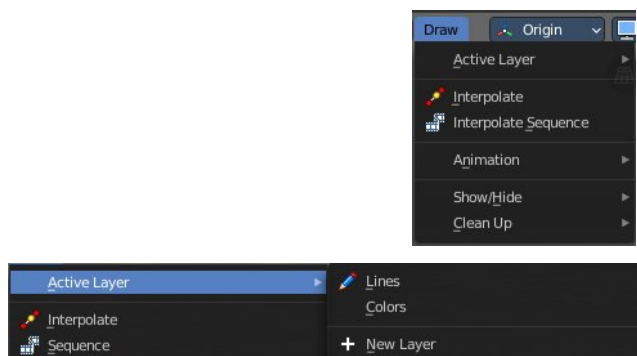 Draw Origin
Active Layer
Interpolate
Interpolate Sequence
Animation
Show/Hide
Clean Up
Active Layer Lines
Colors
Interpolate
Sequence New Layer